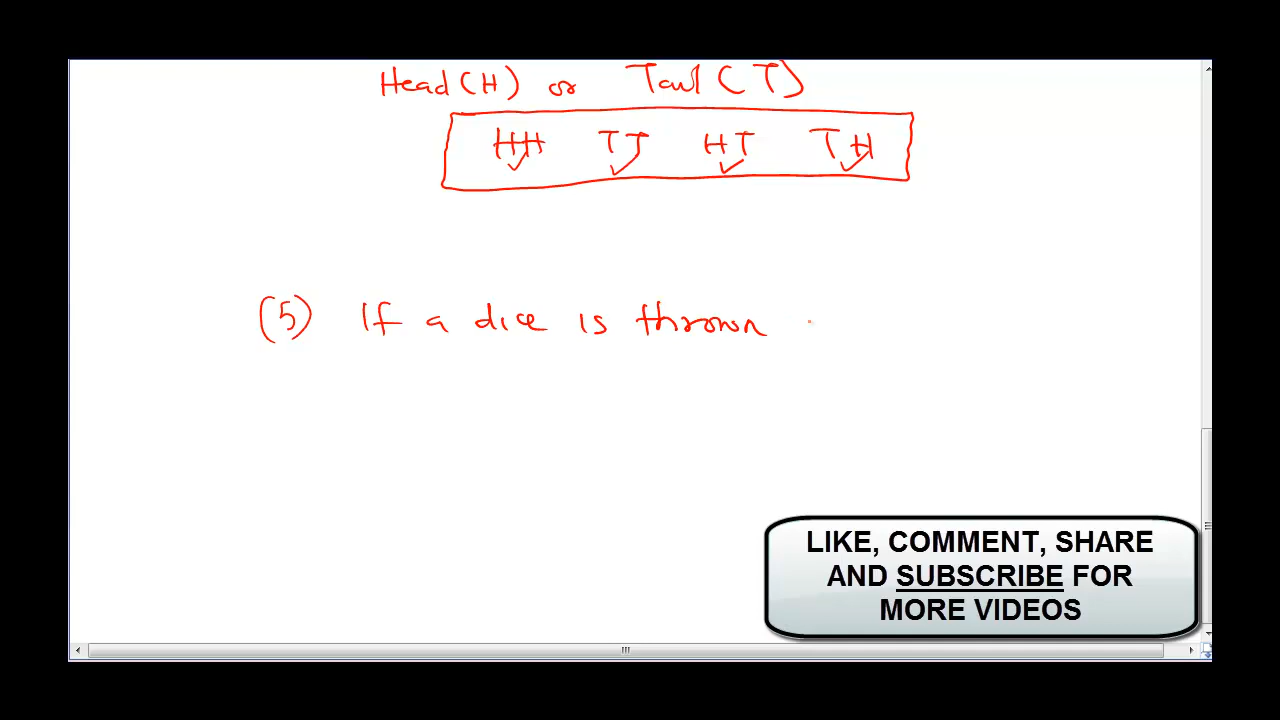 Head (H) or Tail (T)
HH TT HT TH
(5) If a dice is thrown
LIKE, COMMENT, SHARE
AND SUBSCRIBE FOR
MORE VIDEOS